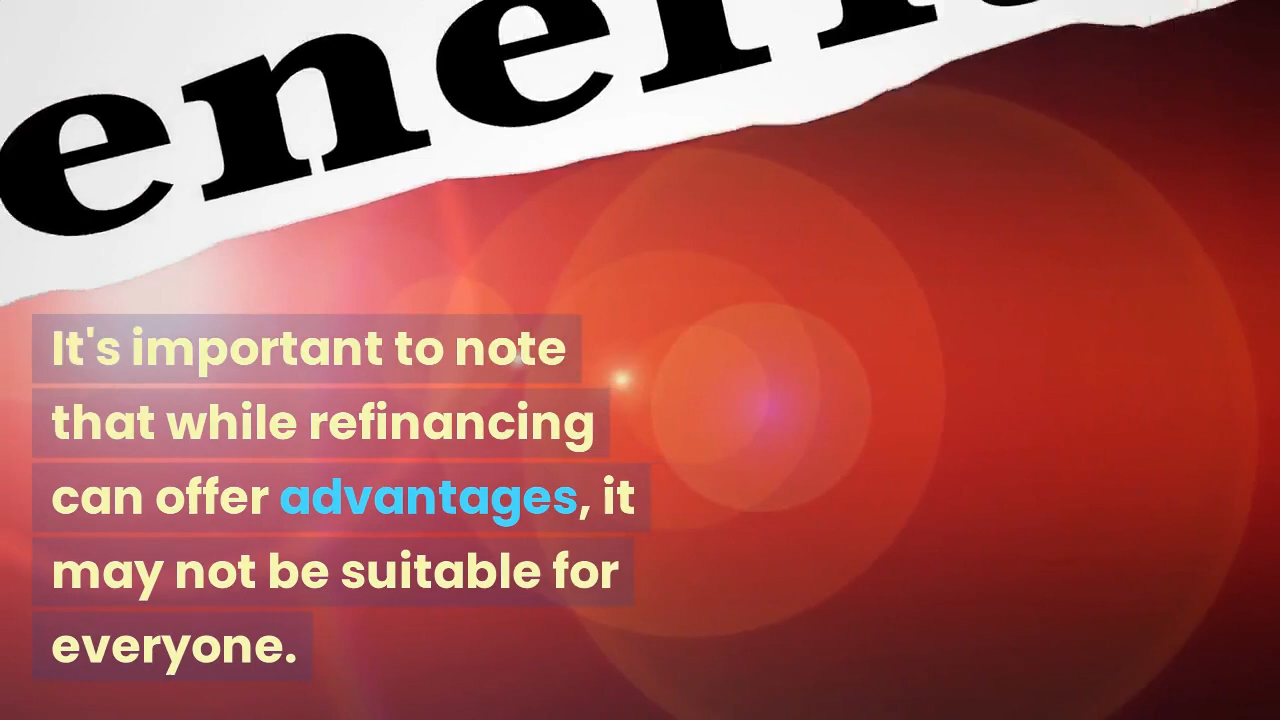 It's important to note
that while refinancing
can offer advantages, it
may not be suitable for
everyone.